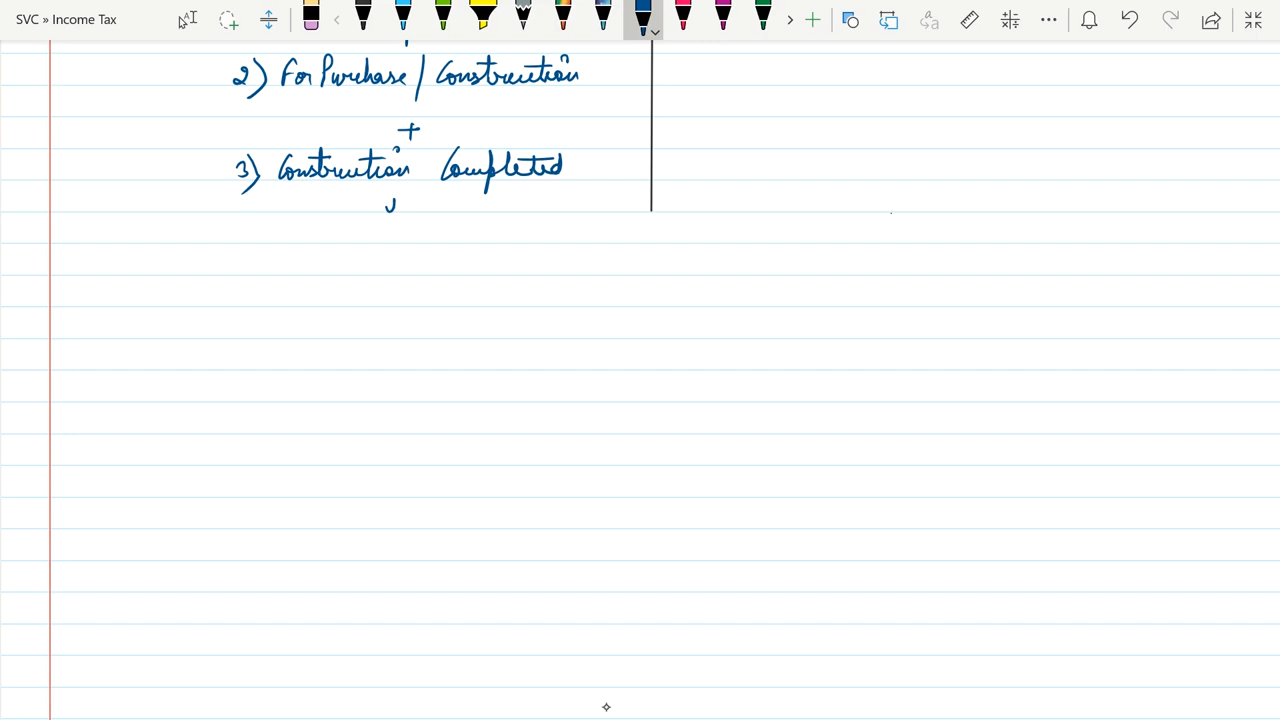 SVC » Income Tax
2) For Purchase / Construction
+
3) Construction Completed